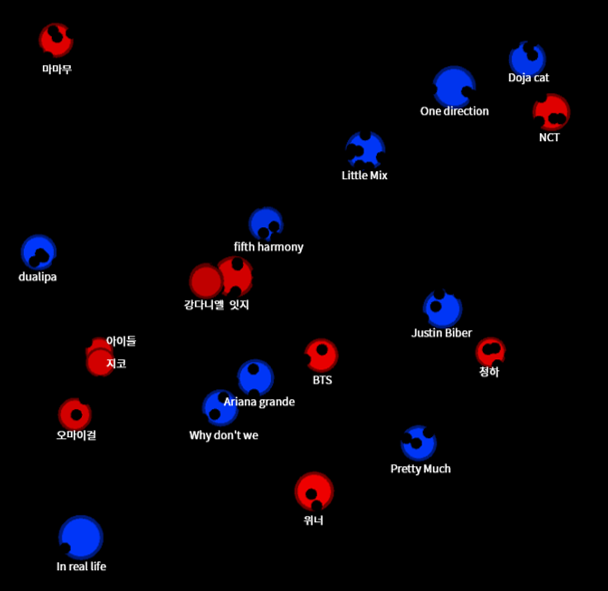 마마무
Doja cat
One direction
NCT
Little Mix
fifth harmony
dualipa
강다니엘
잇지
Justin Biber
아이들
지코
청하
BTS
Ariana grande
오마이걸
Why don't we
Pretty Much
위너
In real life